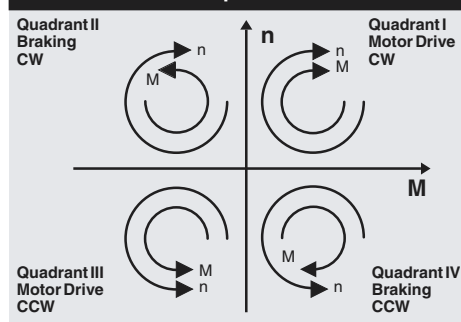 Quadrant II
Braking
CW
n
M
n
Quadrant I
Motor Drive
CW
n
M
M
Quadrant III
Motor Drive
CCW
M
n
M
n
Quadrant IV
Braking
CCW